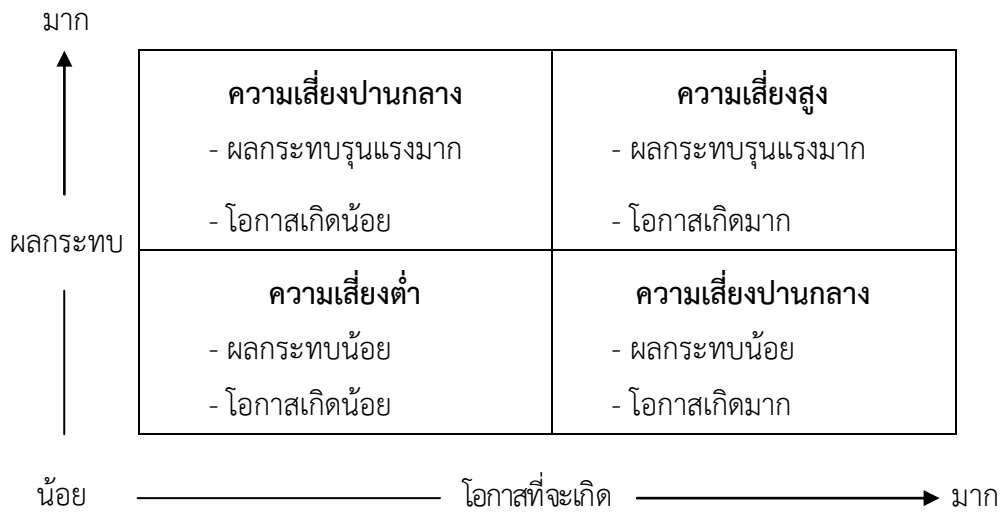 มาก
ความเสี่ยงปานกลาง
- ผลกระทบรุนแรงมาก
- โอกาสเกิดน้อย
ความเสี่ยงสูง
- ผลกระทบรุนแรงมาก
- โอกาสเกิดมาก
ผลกระทบ
ความเสี่ยงต่ำ
- ผลกระทบน้อย
- โอกาสเกิดน้อย
ความเสี่ยงปานกลาง
- ผลกระทบน้อย
- โอกาสเกิดมาก
น้อย
โอกาสที่จะเกิด
มาก